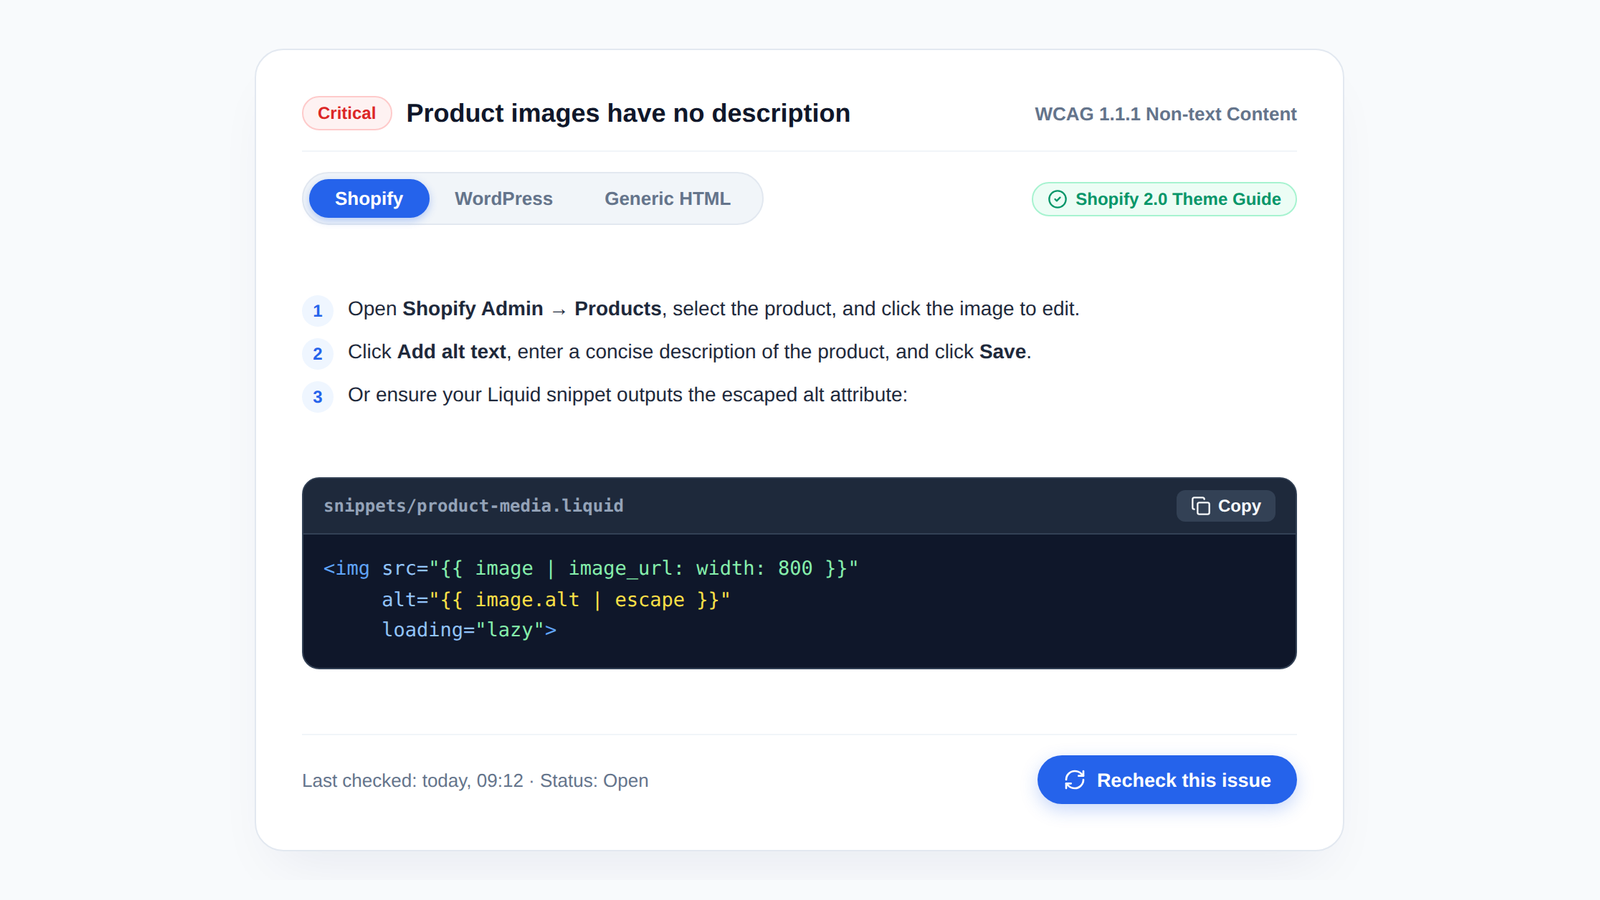 Critical Product images have no description WCAG 1.1.1 Non-text Content
Shopify WordPress Generic HTML Shopify 2.0 Theme Guide
1 Open Shopify Admin → Products, select the product, and click the image to edit.
2 Click Add alt text, enter a concise description of the product, and click Save.
3 Or ensure your Liquid snippet outputs the escaped alt attribute:
snippets/product-media.liquid Copy
<img src="{{ image | image_url: width: 800 }}"
alt="{{ image.alt | escape }}"
loading="lazy">
Last checked: today, 09:12 · Status: Open Recheck this issue